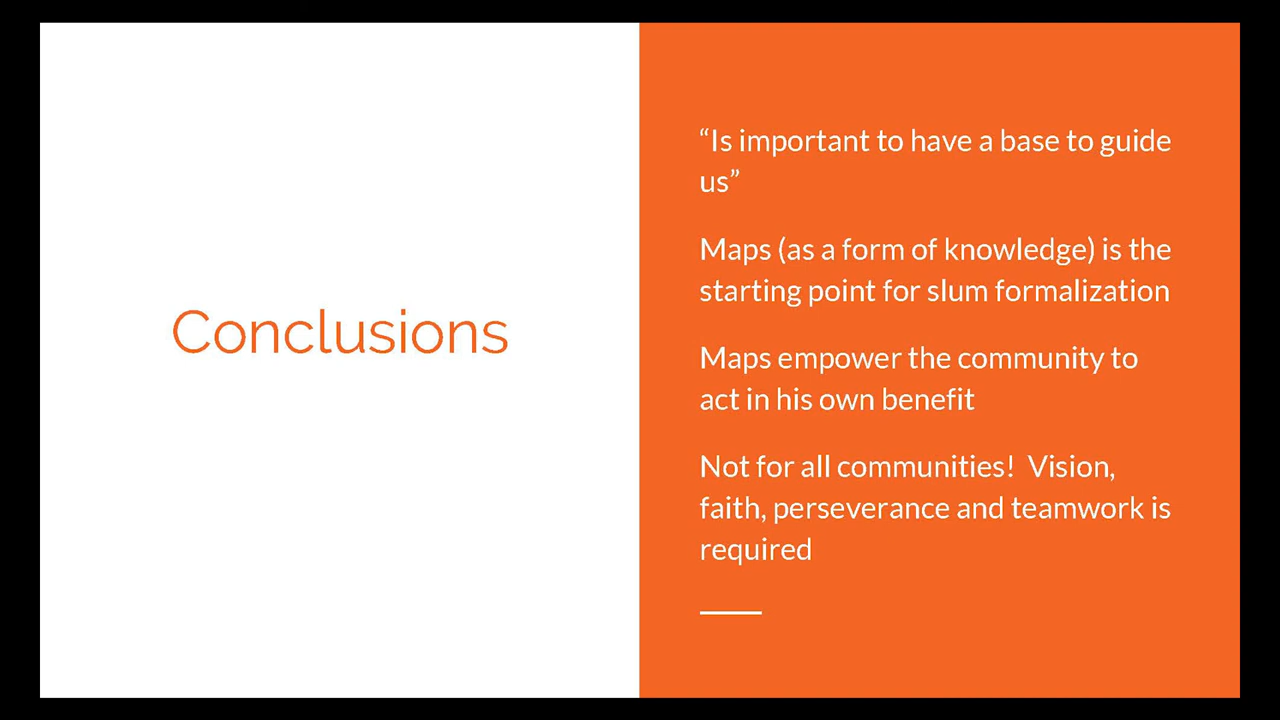 Conclusions
“Is important to have a base to guide
us”
Maps (as a form of knowledge) is the
starting point for slum formalization
Maps empower the community to
act in his own benefit
Not for all communities!  Vision,
faith, perseverance and teamwork is
required